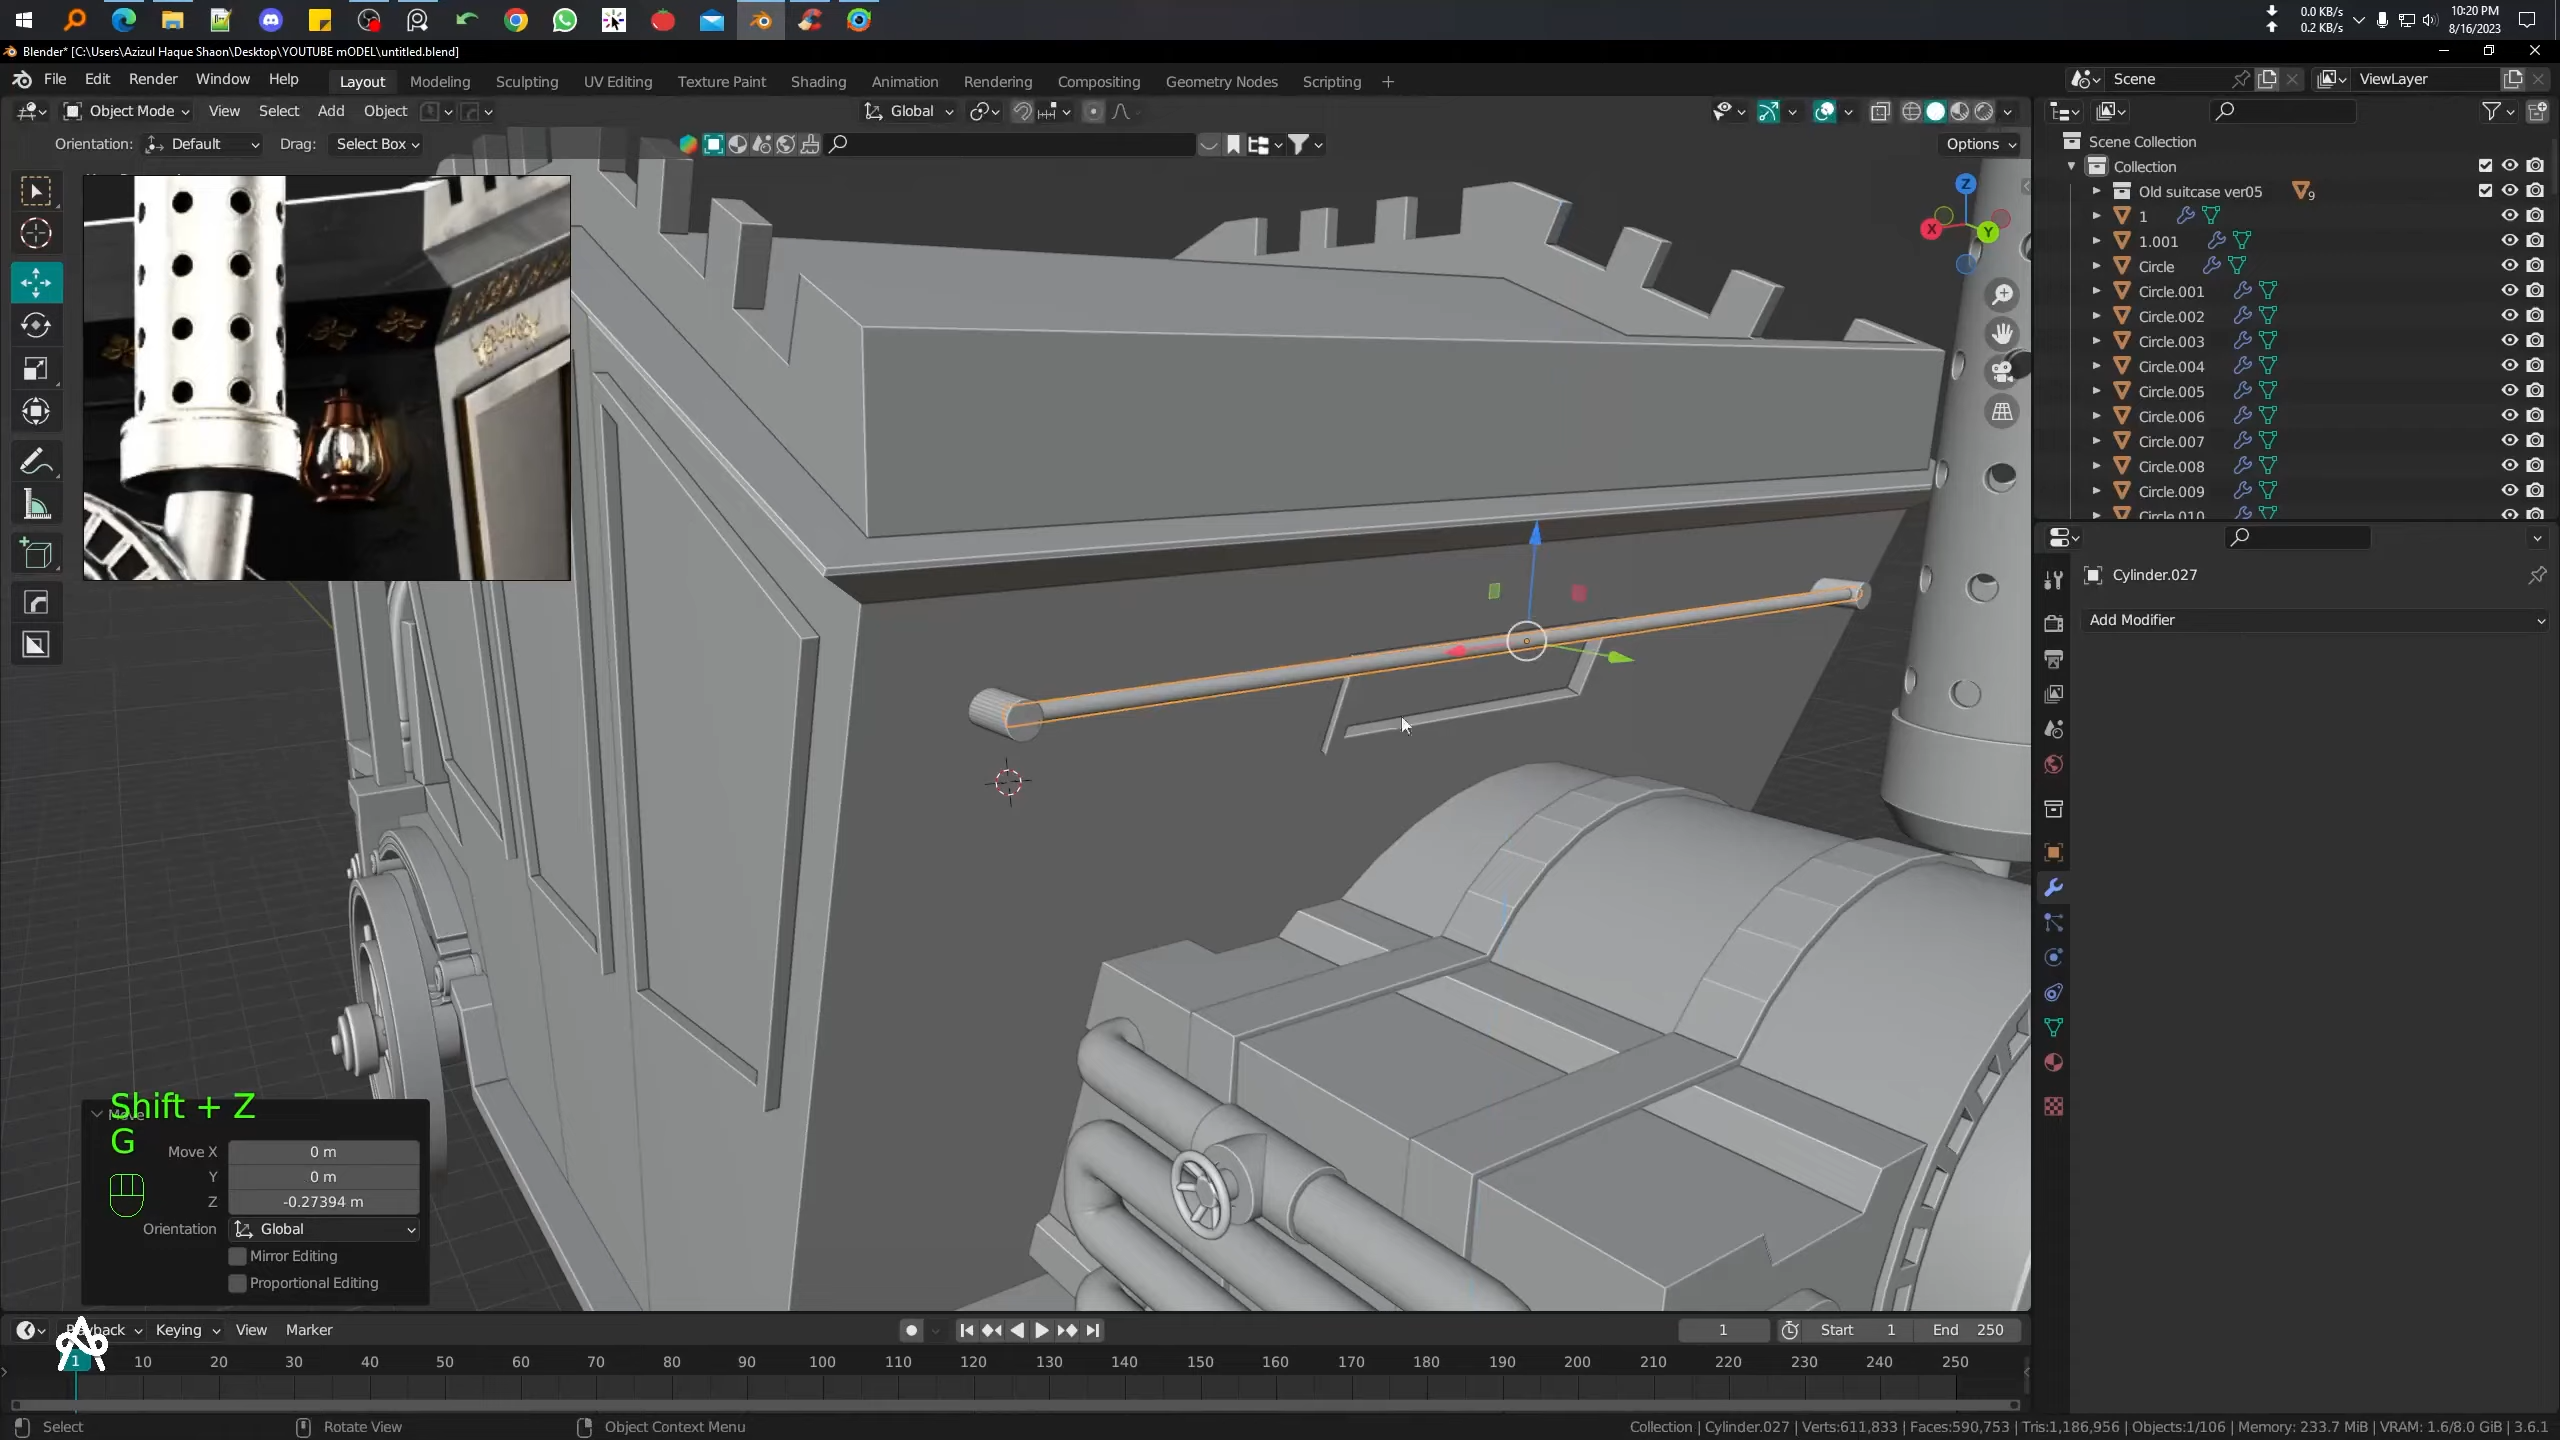 0.0 KB/s
0.2 KB/s
10:20 PM
8/16/2023
Blender* [C:\Users\Azizul Haque Shaon\Desktop\YOUTUBE mODEL\untitled.blend]
File Edit Render Window Help
Layout Modeling Sculpting UV Editing Texture Paint Shading Animation Rendering Compositing Geometry Nodes Scripting +
Scene
ViewLayer
Object Mode View Select Add Object
Global
Orientation: Default Drag: Select Box
Options
Scene Collection
Collection
Old suitcase ver05 9
1
1.001
Circle
Circle.001
Circle.002
Circle.003
Circle.004
Circle.005
Circle.006
Circle.007
Circle.008
Circle.009
Circle.010
Z
X
Y
Cylinder.027
Add Modifier
Shift + Z
G
Move
Move X 0 m
Y 0 m
Z -0.27394 m
Orientation Global
Mirror Editing
Proportional Editing
Playback Keying View Marker
1
Start 1
End 250
1 10 20 30 40 50 60 70 80 90 100 110 120 130 140 150 160 170 180 190 200 210 220 230 240 250
Select
Rotate View
Object Context Menu
Collection | Cylinder.027 | Verts:611,833 | Faces:590,753 | Tris:1,186,956 | Objects:1/106 | Memory: 233.7 MiB | VRAM: 1.6/8.0 GiB | 3.6.1